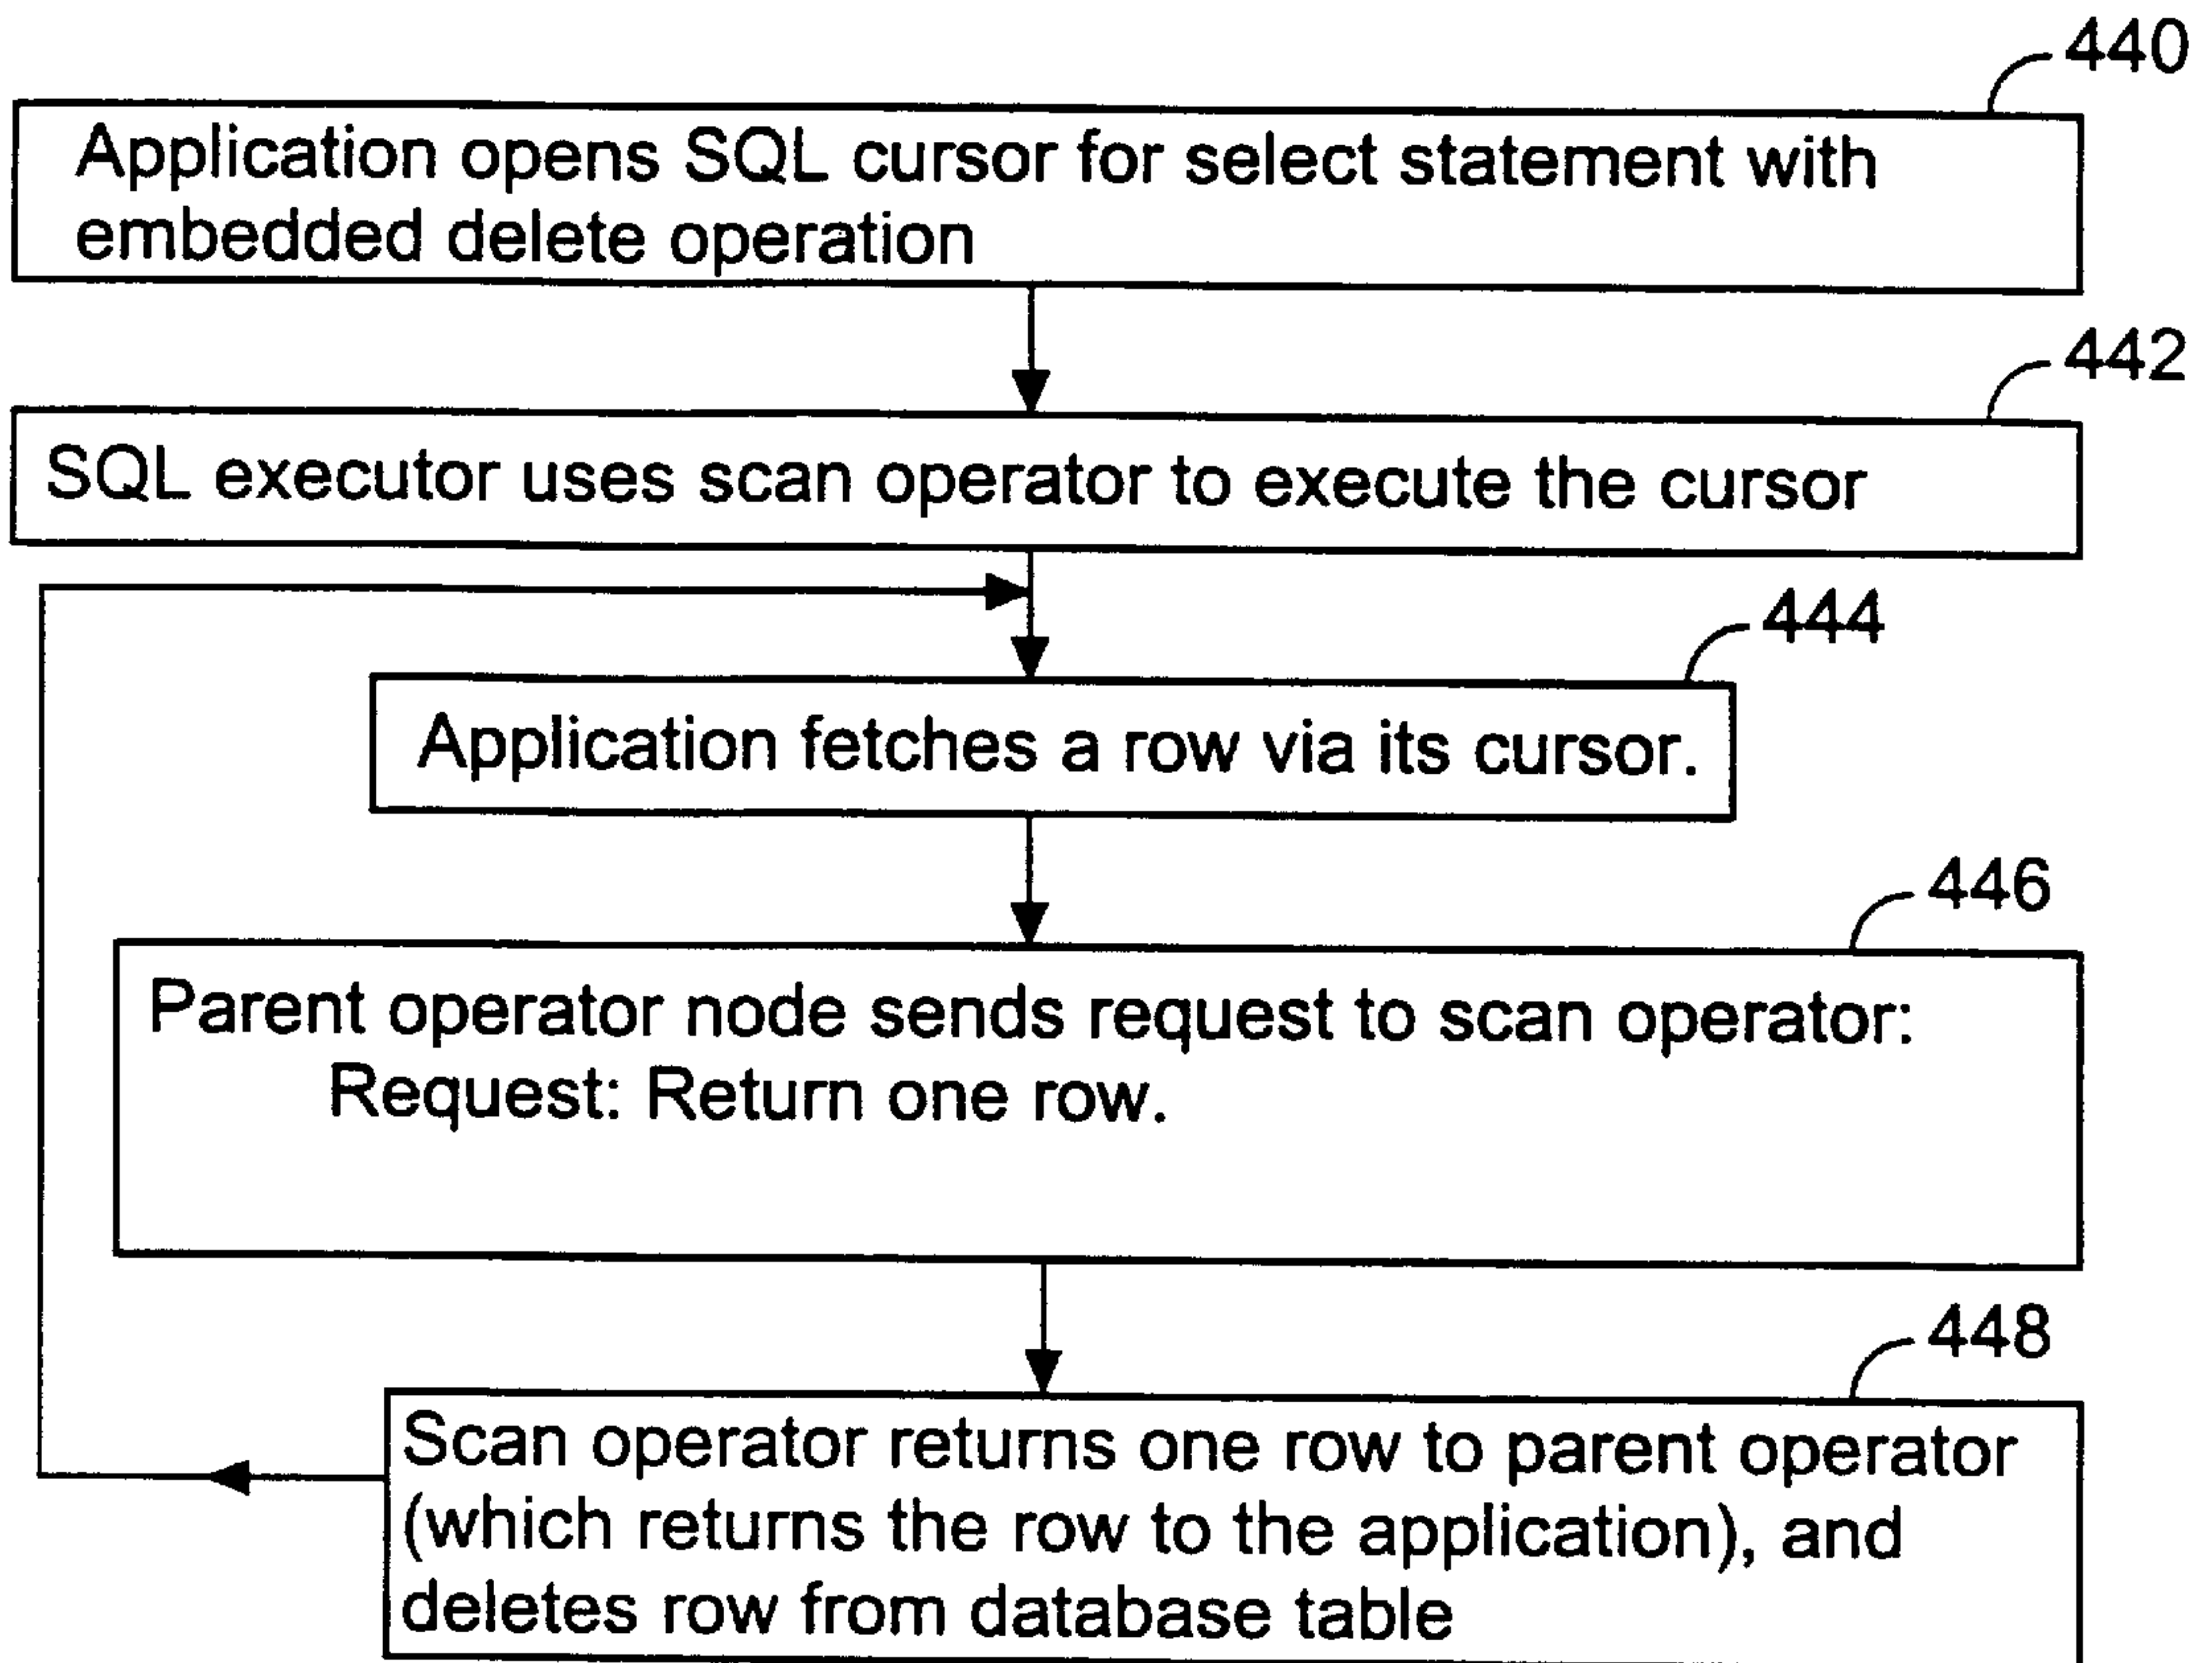 440
Application opens SQL cursor for select statement with
embedded delete operation
442
SQL executor uses scan operator to execute the cursor
444
Application fetches a row via its cursor.
446
Parent operator node sends request to scan operator:
Request: Return one row.
448
Scan operator returns one row to parent operator
(which returns the row to the application), and
deletes row from database table